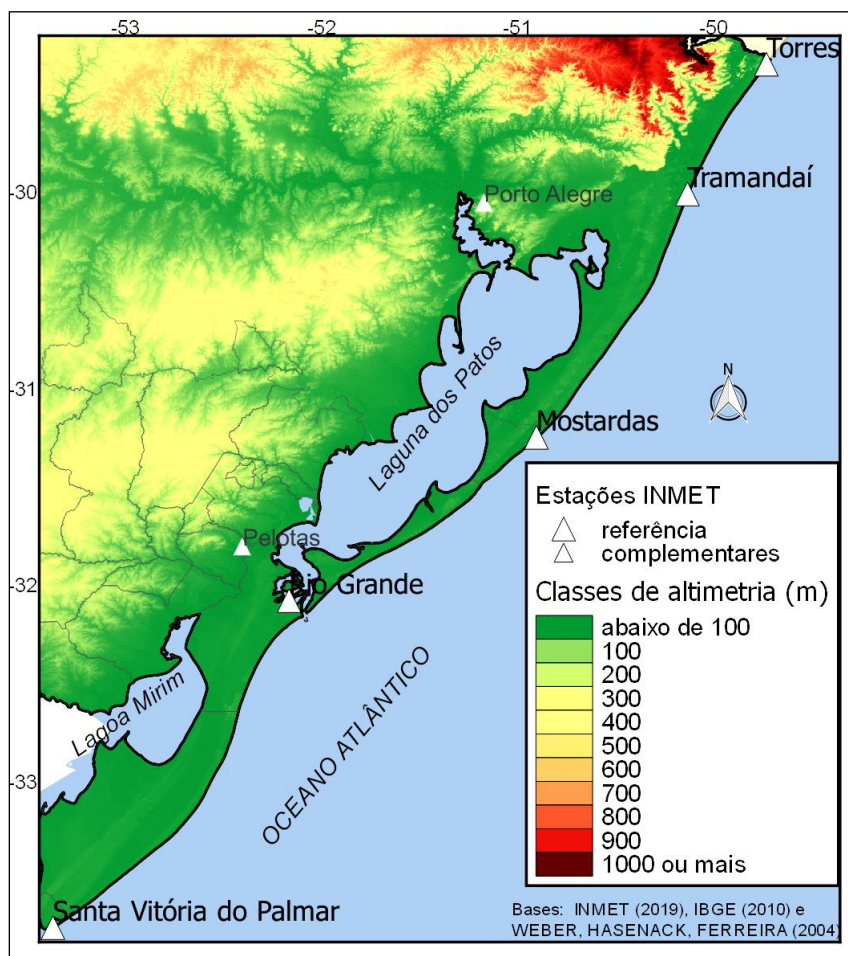 -53
-52
-51
-50
Torres
-30
Porto Alegre
Tramandaí
-31
Laguna dos Patos
N
Mostardas
Pelotas
-32
Rio Grande
Lagoa Mirim
OCEANO ATLÂNTICO
-33
Santa Vitória do Palmar
Estações INMET
referência
complementares
Classes de altimetria (m)
abaixo de 100
100
200
300
400
500
600
700
800
900
1000 ou mais
Bases: INMET (2019), IBGE (2010) e
WEBER, HASENACK, FERREIRA (2004)